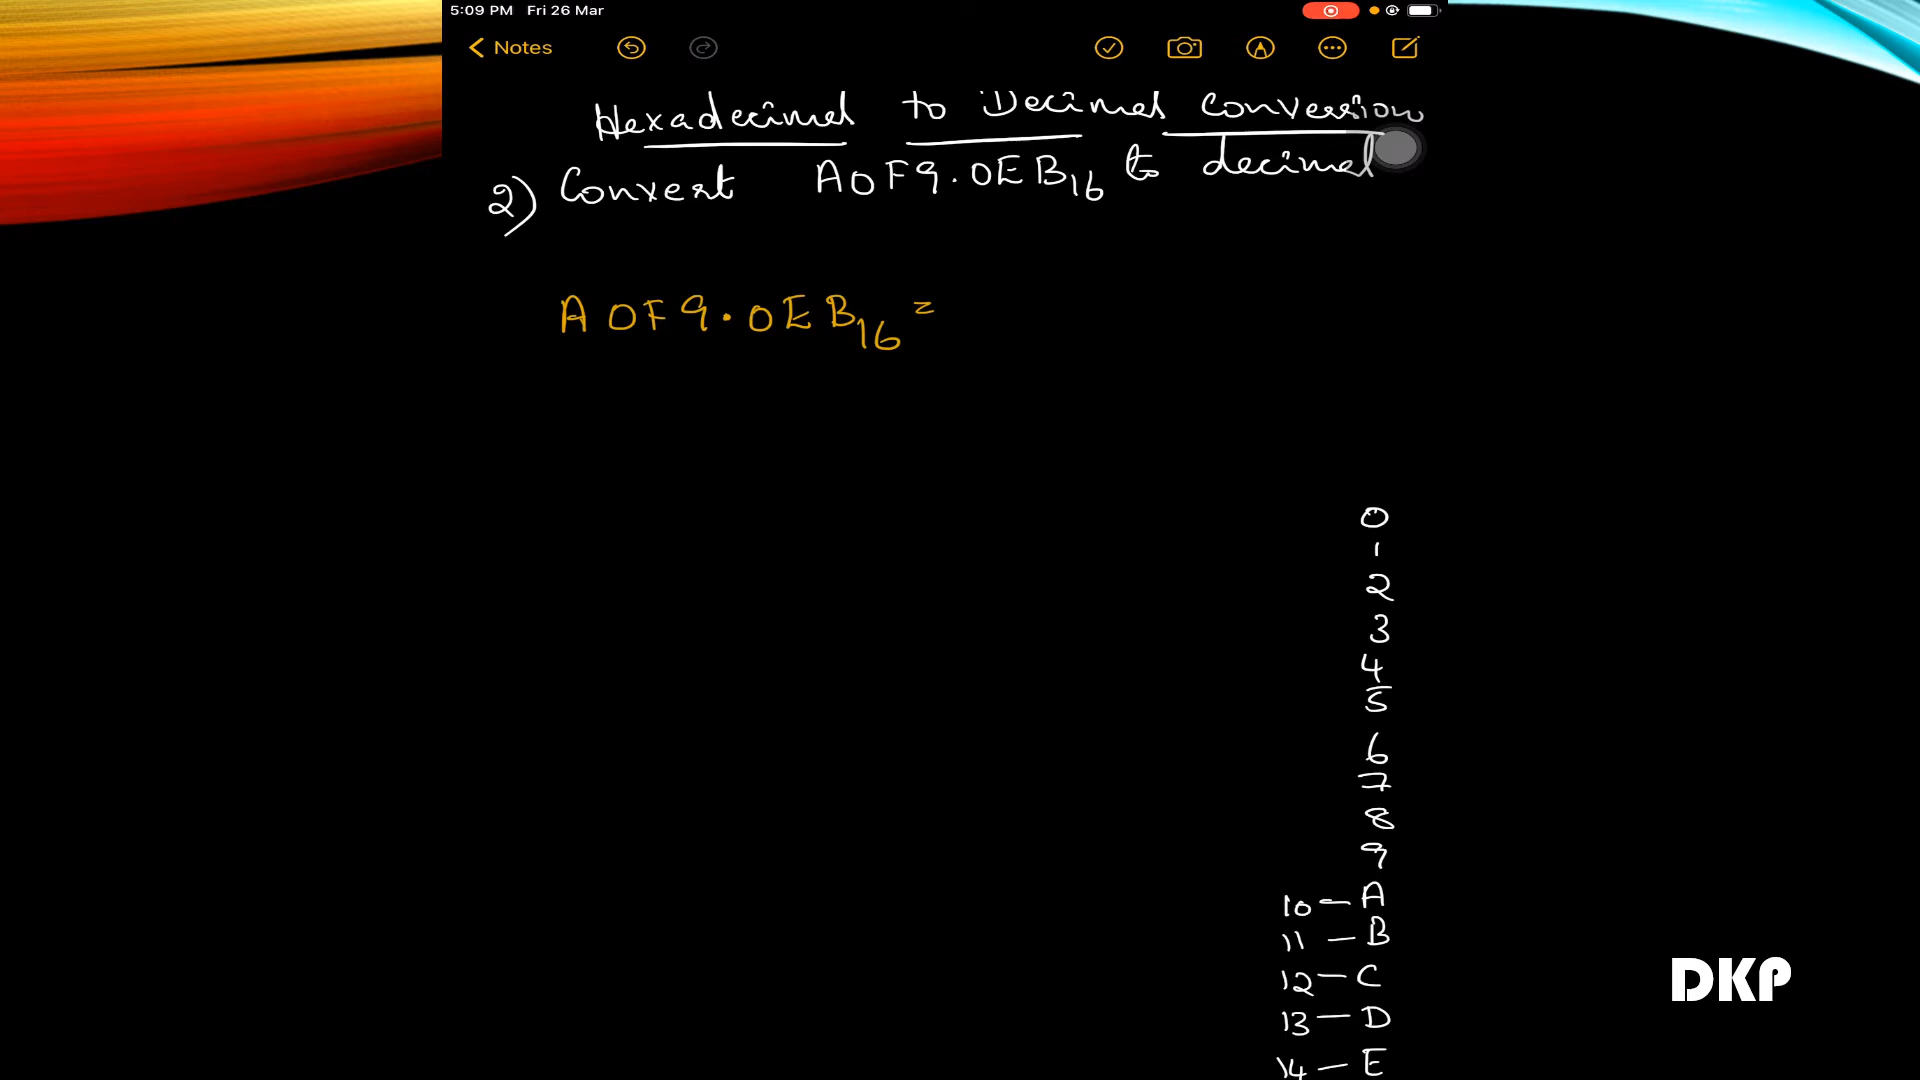 5:09 PM Fri 26 Mar
Notes
Hexadecimal to Decimal conversion
2) Convert A0F9.0EB16 to decimal
A0F9.0EB16 =
0
1
2
3
4
5
6
7
8
9
10 - A
11 - B
12 - C
13 - D
14 - E
DKP